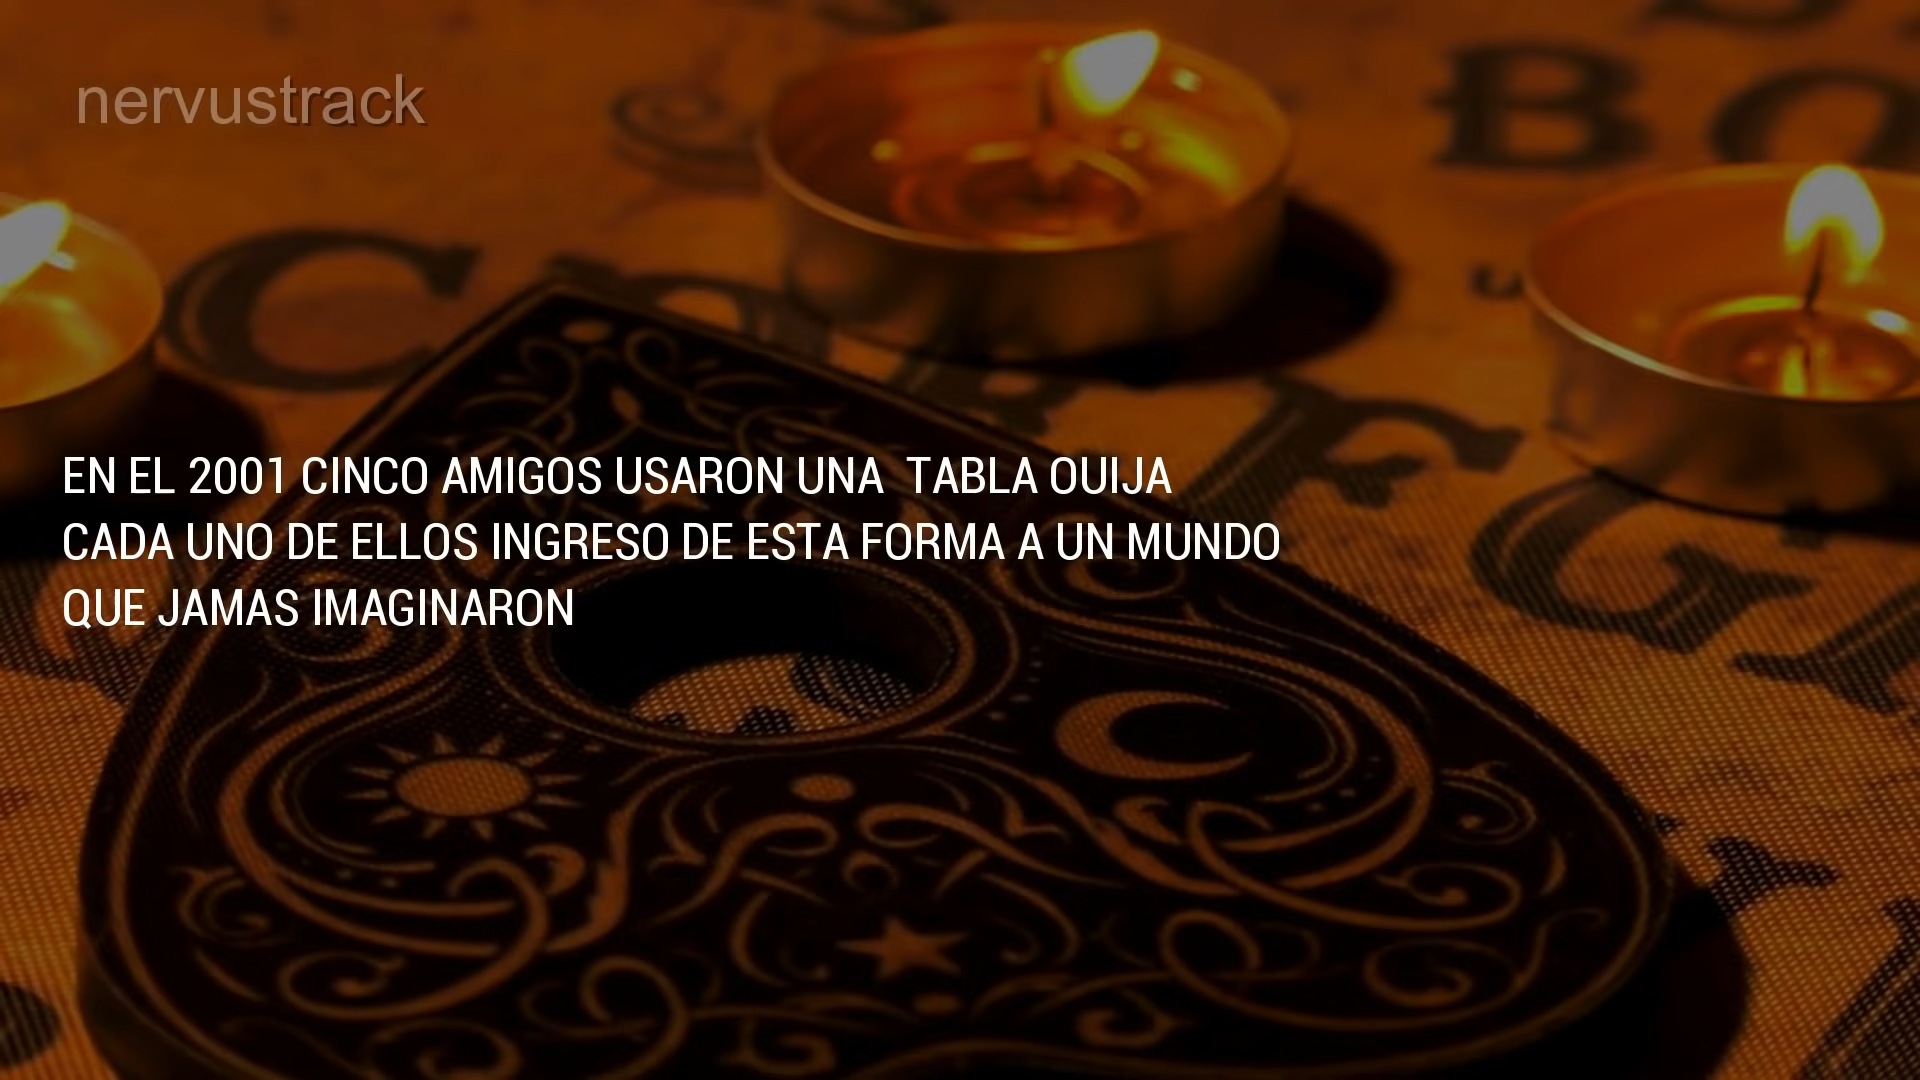 nervustrack
B O
C
EN EL 2001 CINCO AMIGOS USARON UNA  TABLA OUIJA
CADA UNO DE ELLOS INGRESO DE ESTA FORMA A UN MUNDO
QUE JAMAS IMAGINARON
F
G